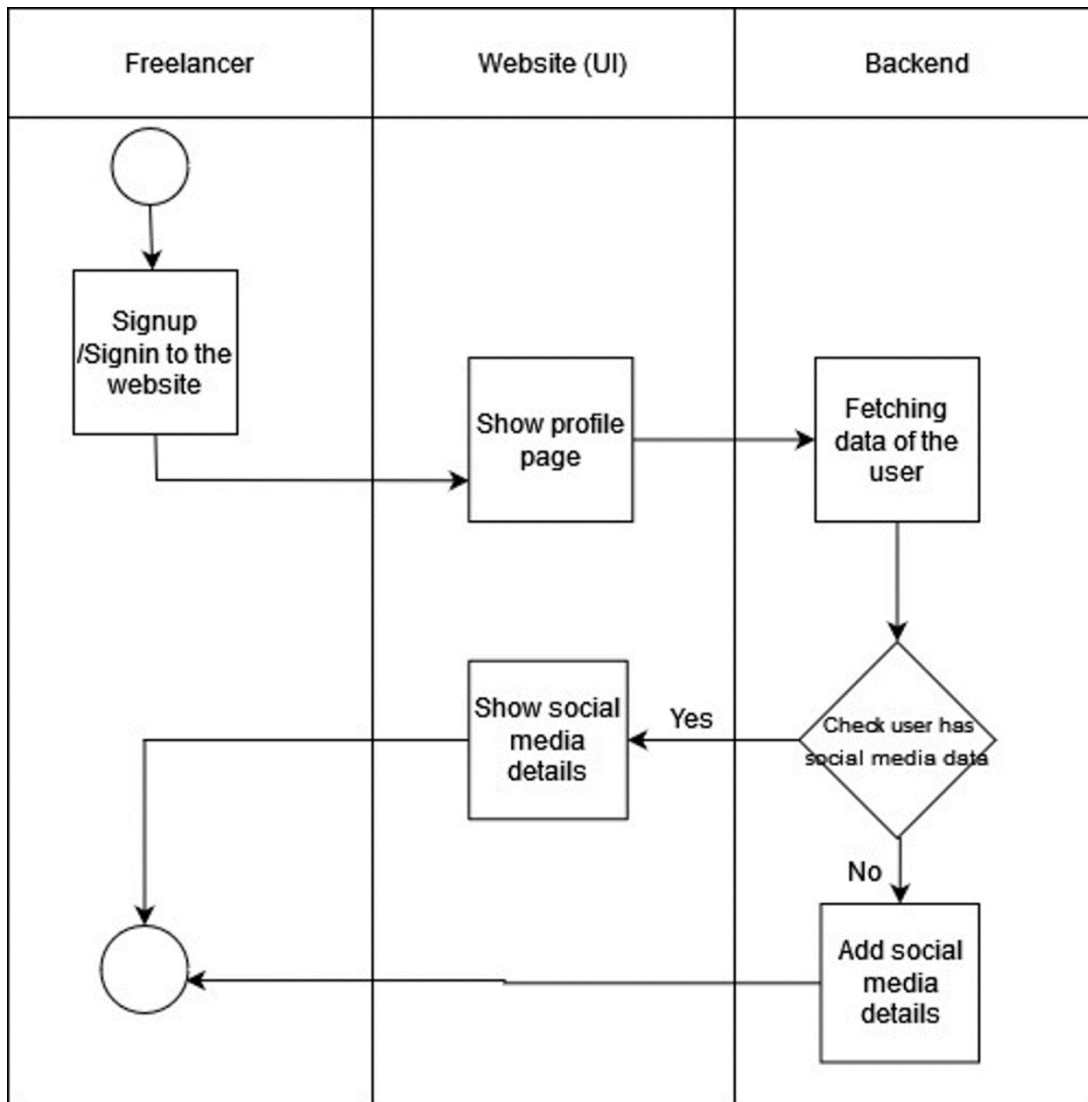 Freelancer
Website (UI)
Backend
Signup
/Signin to the
website
Show profile
page
Fetching
data of the
user
Show social
media
details
Yes
Check user has
social media data
No
Add social
media
details